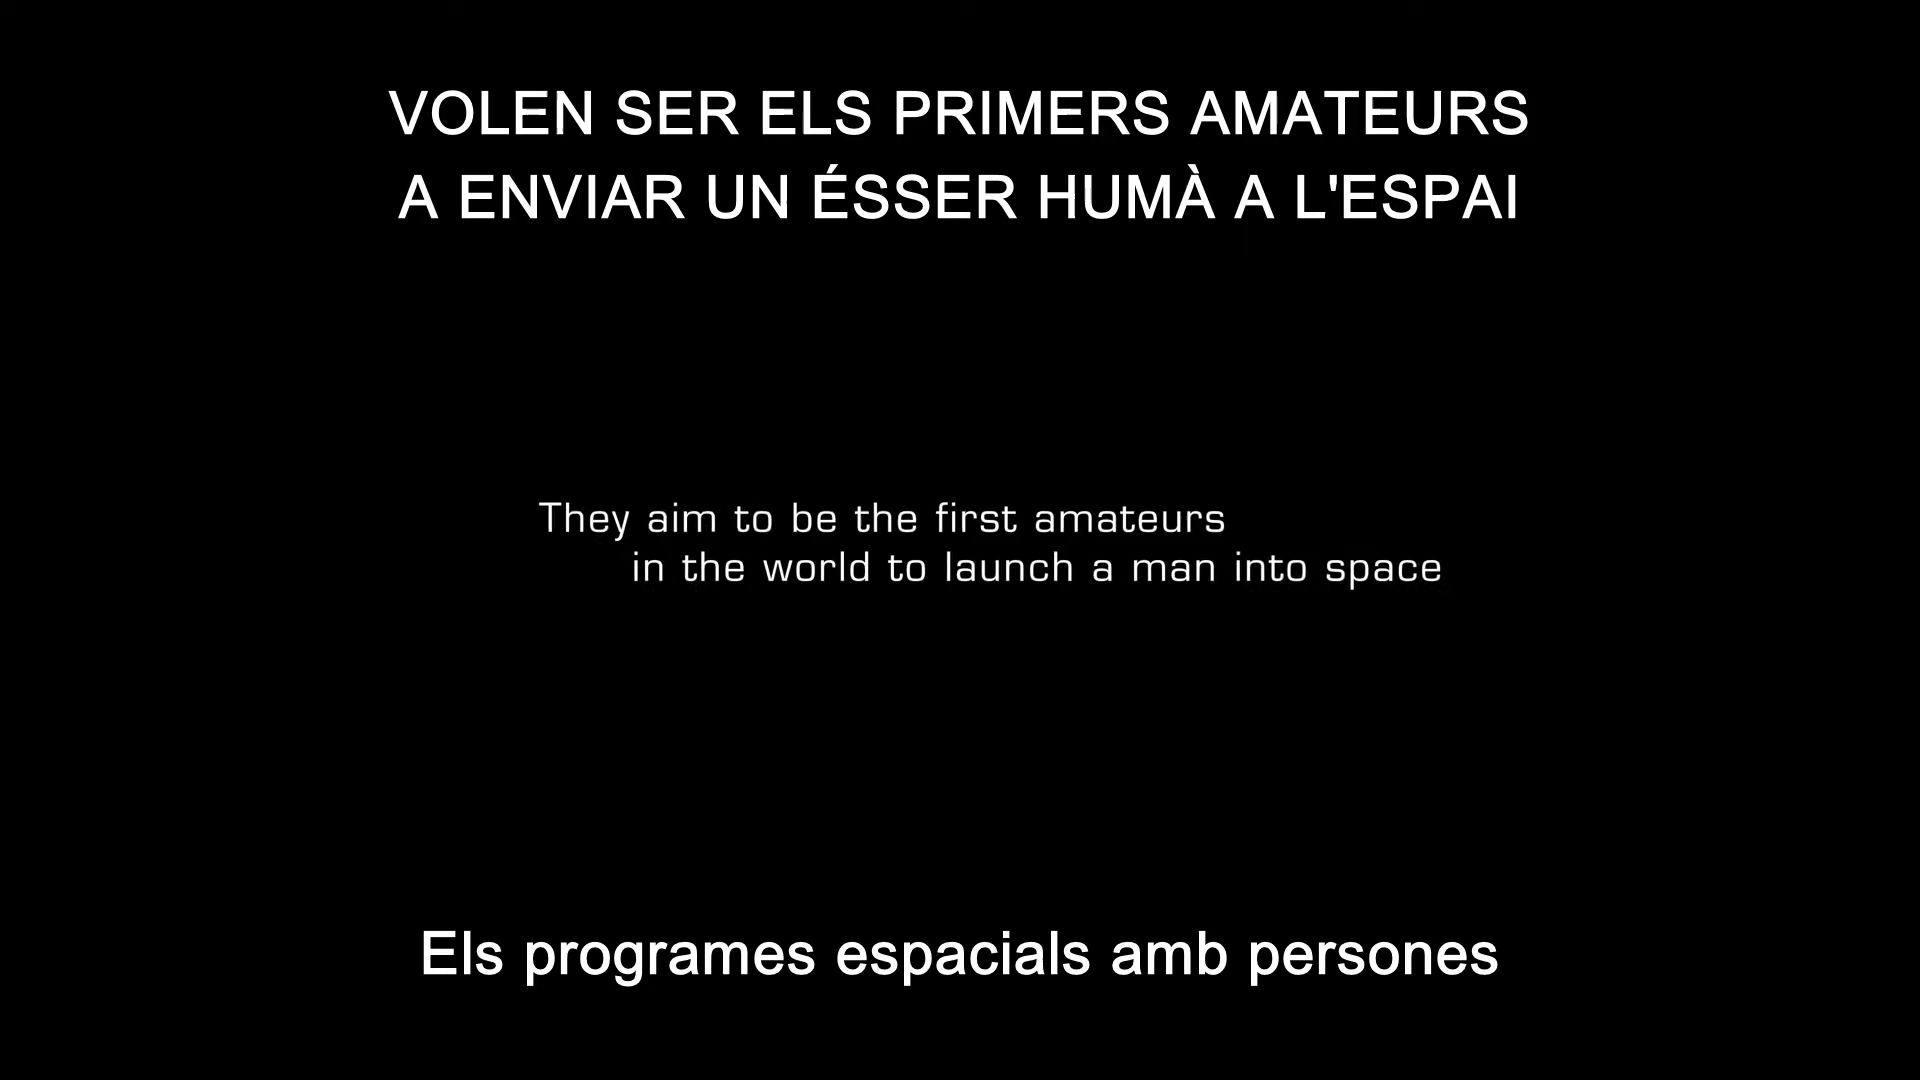 VOLEN SER ELS PRIMERS AMATEURS
A ENVIAR UN ÉSSER HUMÀ A L'ESPAI
They aim to be the first amateurs
in the world to launch a man into space
Els programes espacials amb persones